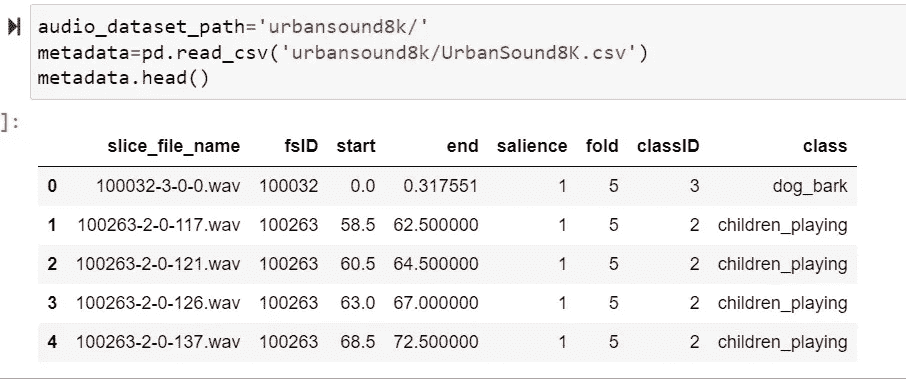 audio_dataset_path='urbansound8k/'
metadata=pd.read_csv('urbansound8k/UrbanSound8K.csv')
metadata.head()
]:
slice_file_name fsID start end salience fold classID class
0 100032-3-0-0.wav 100032 0.0 0.317551 1 5 3 dog_bark
1 100263-2-0-117.wav 100263 58.5 62.500000 1 5 2 children_playing
2 100263-2-0-121.wav 100263 60.5 64.500000 1 5 2 children_playing
3 100263-2-0-126.wav 100263 63.0 67.000000 1 5 2 children_playing
4 100263-2-0-137.wav 100263 68.5 72.500000 1 5 2 children_playing